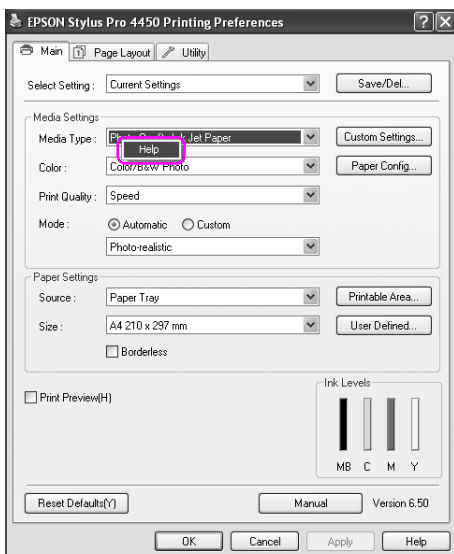 EPSON Stylus Pro 4450 Printing Preferences
Main Page Layout Utility
Select Setting : Current Settings Save/Del...
Media Settings
Media Type : Jet Paper Custom Settings...
Help
Color : Color/B&W Photo Paper Config...
Print Quality : Speed
Mode : Automatic Custom
Photo-realistic
Paper Settings
Source : Paper Tray Printable Area...
Size : A4 210 x 297 mm User Defined...
Borderless
Print Preview(H)
Ink Levels
MB C M Y
Reset Defaults(Y) Manual Version 6.50
OK Cancel Apply Help